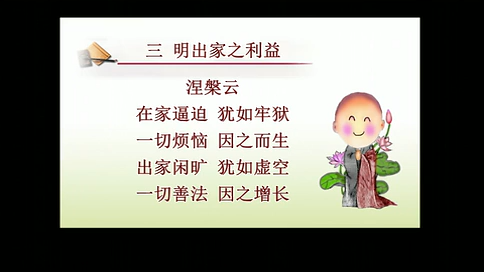 三 明出家之利益
涅槃云
在家逼迫 犹如牢狱
一切烦恼 因之而生
出家闲旷 犹如虚空
一切善法 因之增长